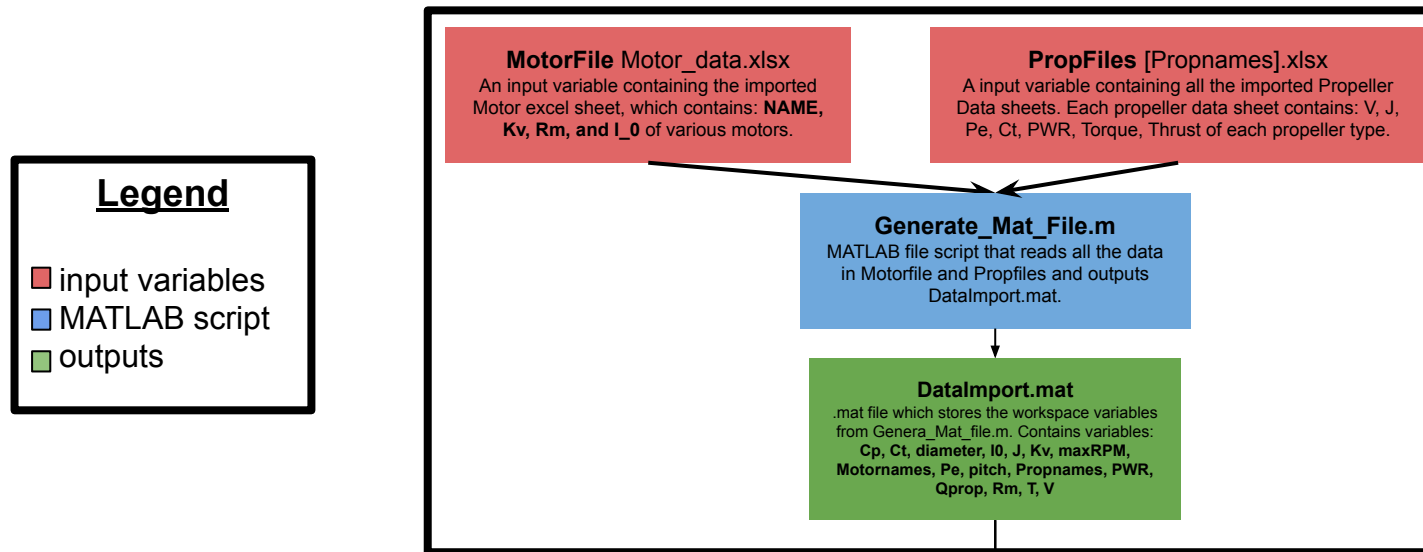 MotorFile Motor_data.xlsx
An input variable containing the imported
Motor excel sheet, which contains: NAME,
Kv, Rm, and I_0 of various motors.
PropFiles [Propnames].xlsx
A input variable containing all the imported Propeller
Data sheets. Each propeller data sheet contains: V, J,
Pe, Ct, PWR, Torque, Thrust of each propeller type.
Legend
input variables
MATLAB script
outputs
Generate_Mat_File.m
MATLAB file script that reads all the data
in Motorfile and Propfiles and outputs
DataImport.mat.
DataImport.mat
.mat file which stores the workspace variables
from Genera_Mat_file.m. Contains variables:
Cp, Ct, diameter, I0, J, Kv, maxRPM,
Motornames, Pe, pitch, Propnames, PWR,
Qprop, Rm, T, V